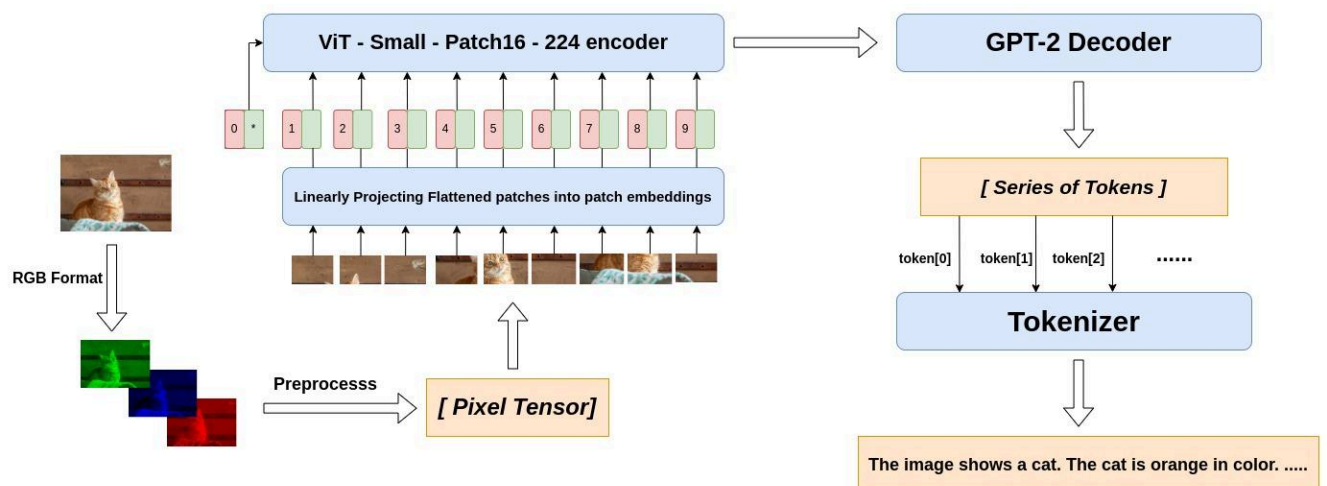 ViT - Small - Patch16 - 224 encoder
GPT-2 Decoder
0 *
1
2
3
4
5
6
7
8
9
[ Series of Tokens ]
Linearly Projecting Flattened patches into patch embeddings
RGB Format
token[0]
token[1]
token[2]
......
Tokenizer
Preprocesss
[ Pixel Tensor]
The image shows a cat. The cat is orange in color. .....